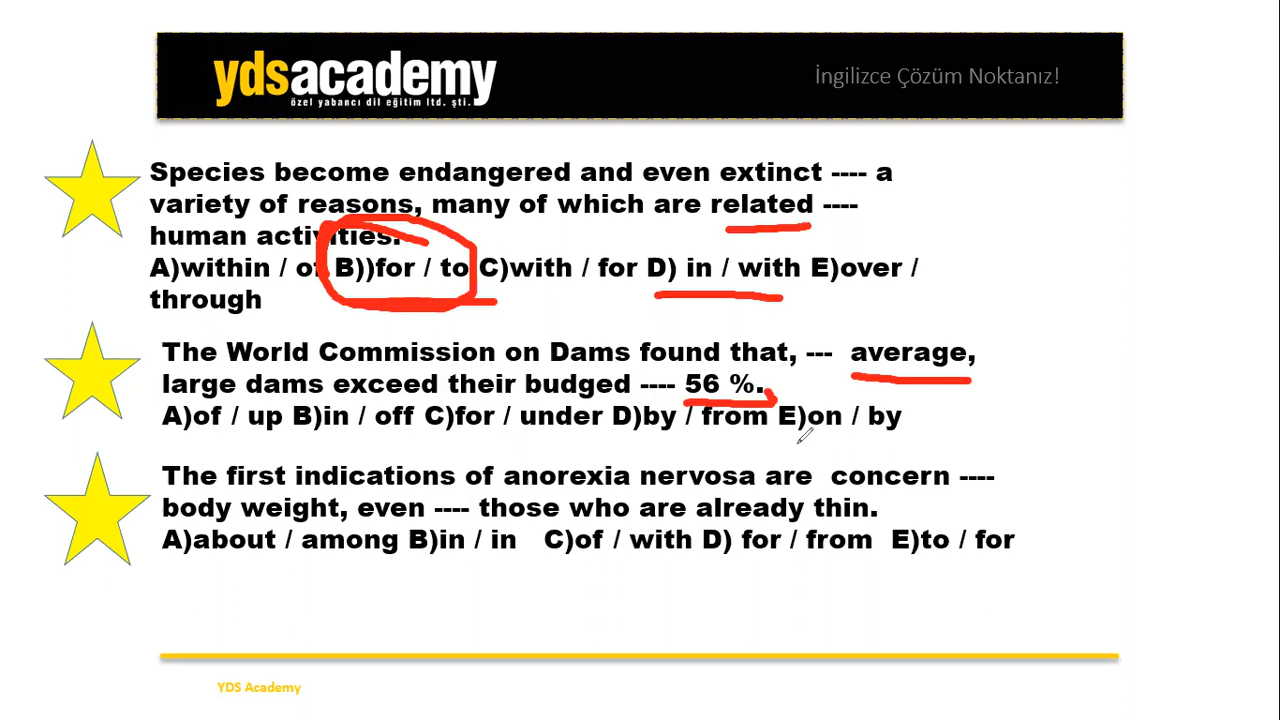 ydsacademy
özel yabancı dil eğitim ltd. şti.
İngilizce Çözüm Noktanız!
Species become endangered and even extinct ---- a
variety of reasons, many of which are related ----
human activities.
A)within / of B))for / to C)with / for D) in / with E)over /
through
The World Commission on Dams found that, --- average,
large dams exceed their budged ---- 56 %.
A)of / up B)in / off C)for / under D)by / from E)on / by
The first indications of anorexia nervosa are concern ----
body weight, even ---- those who are already thin.
A)about / among B)in / in C)of / with D) for / from E)to / for
YDS Academy